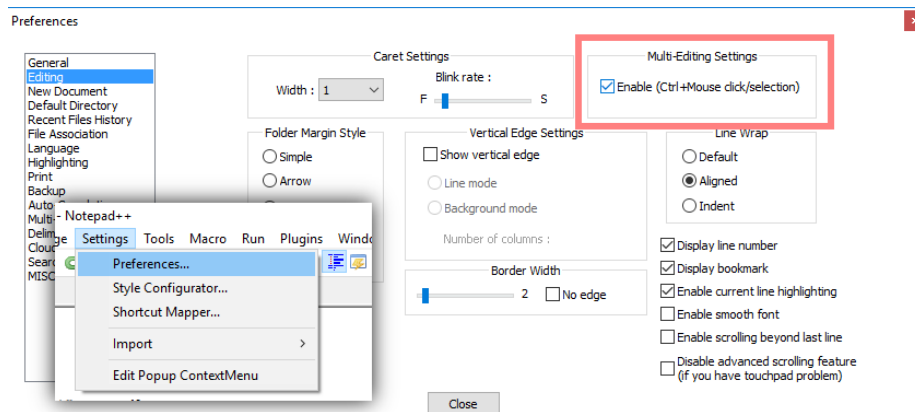 Preferences
General
Editing
New Document
Default Directory
Recent Files History
File Association
Language
Highlighting
Print
Backup
Caret Settings
Width : 1
Blink rate :
F S
Multi-Editing Settings
Enable (Ctrl+Mouse click/selection)
Folder Margin Style
Simple
Arrow
Vertical Edge Settings
Show vertical edge
Line mode
Background mode
Number of columns :
Line Wrap
Default
Aligned
Indent
Border Width
2 No edge
Display line number
Display bookmark
Enable current line highlighting
Enable smooth font
Enable scrolling beyond last line
Disable advanced scrolling feature
(if you have touchpad problem)
- Notepad++
Settings Tools Macro Run Plugins
Preferences...
Style Configurator...
Shortcut Mapper...
Import
Edit Popup ContextMenu
MISC
Close